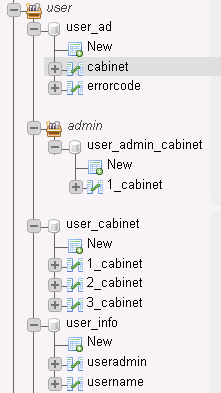 user
user_ad
New
cabinet
errorcode
admin
user_admin_cabinet
New
1_cabinet
user_cabinet
New
1_cabinet
2_cabinet
3_cabinet
user_info
New
useradmin
username